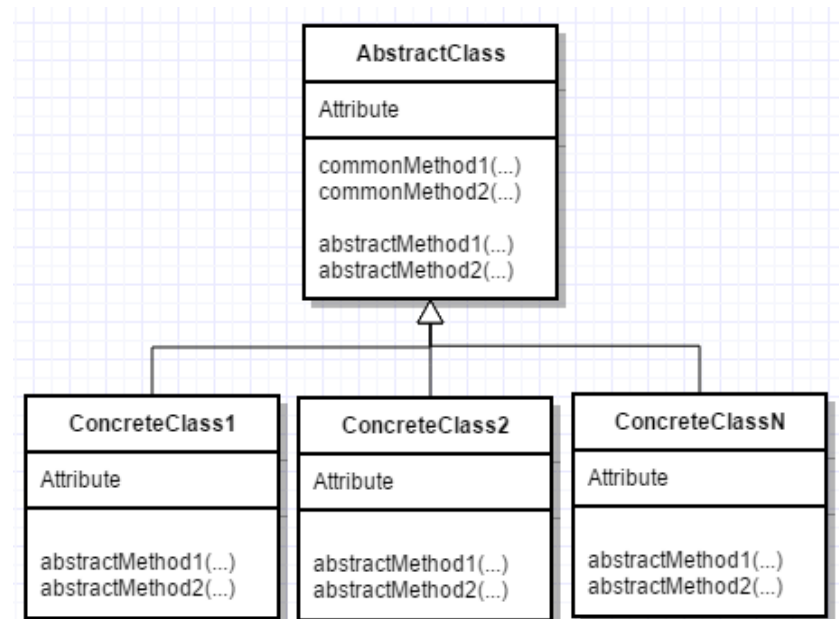 AbstractClass
Attribute
commonMethod1(...)
commonMethod2(...)
abstractMethod1(...)
abstractMethod2(...)
ConcreteClass1
Attribute
abstractMethod1(...)
abstractMethod2(...)
ConcreteClass2
Attribute
abstractMethod1(...)
abstractMethod2(...)
ConcreteClassN
Attribute
abstractMethod1(...)
abstractMethod2(...)